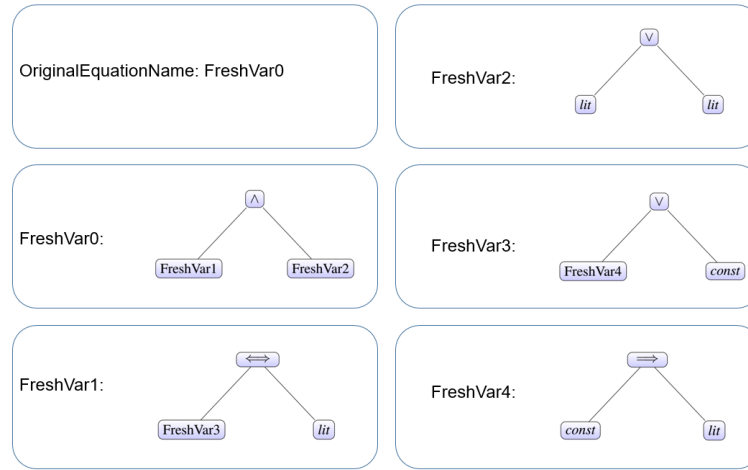 OriginalEquationName: FreshVar0
FreshVar2:
∨
lit
lit
FreshVar0:
∧
FreshVar1
FreshVar2
FreshVar3:
∨
FreshVar4
const
FreshVar1:
⟺
FreshVar3
lit
FreshVar4:
⟹
const
lit